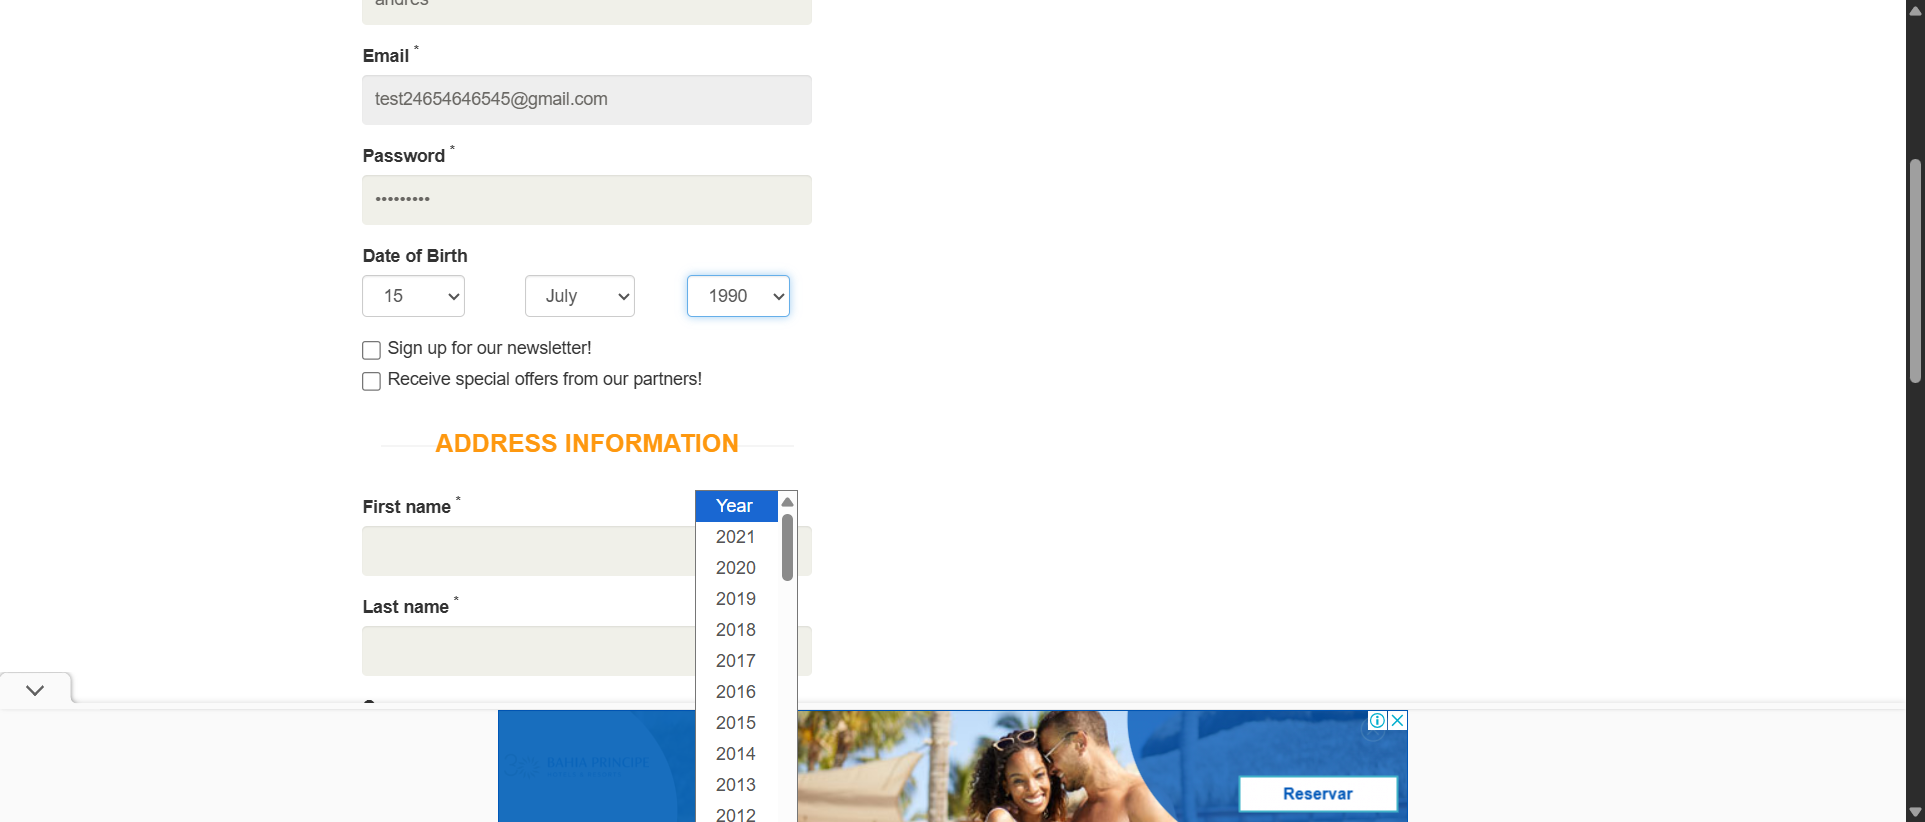 andres
Email *
test24654646545@gmail.com
Password *
•••••••••
Date of Birth
15 July 1990
Sign up for our newsletter!
Receive special offers from our partners!
ADDRESS INFORMATION
First name *
Year
2021
2020
2019
Last name *
2018
2017
2016
2015
2014
2013
2012
BAHIA PRINCIPE
Reservar